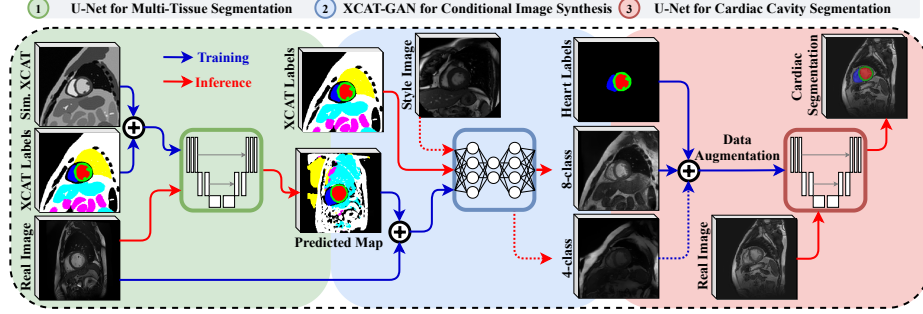 1 U-Net for Multi-Tissue Segmentation
2 XCAT-GAN for Conditional Image Synthesis
3 U-Net for Cardiac Cavity Segmentation
Sim. XCAT
XCAT Labels
Real Image
Training
Inference
XCAT Labels
Predicted Map
Style Image
Heart Labels
8-class
4-class
Data
Augmentation
Real Image
Cardiac
Segmentation